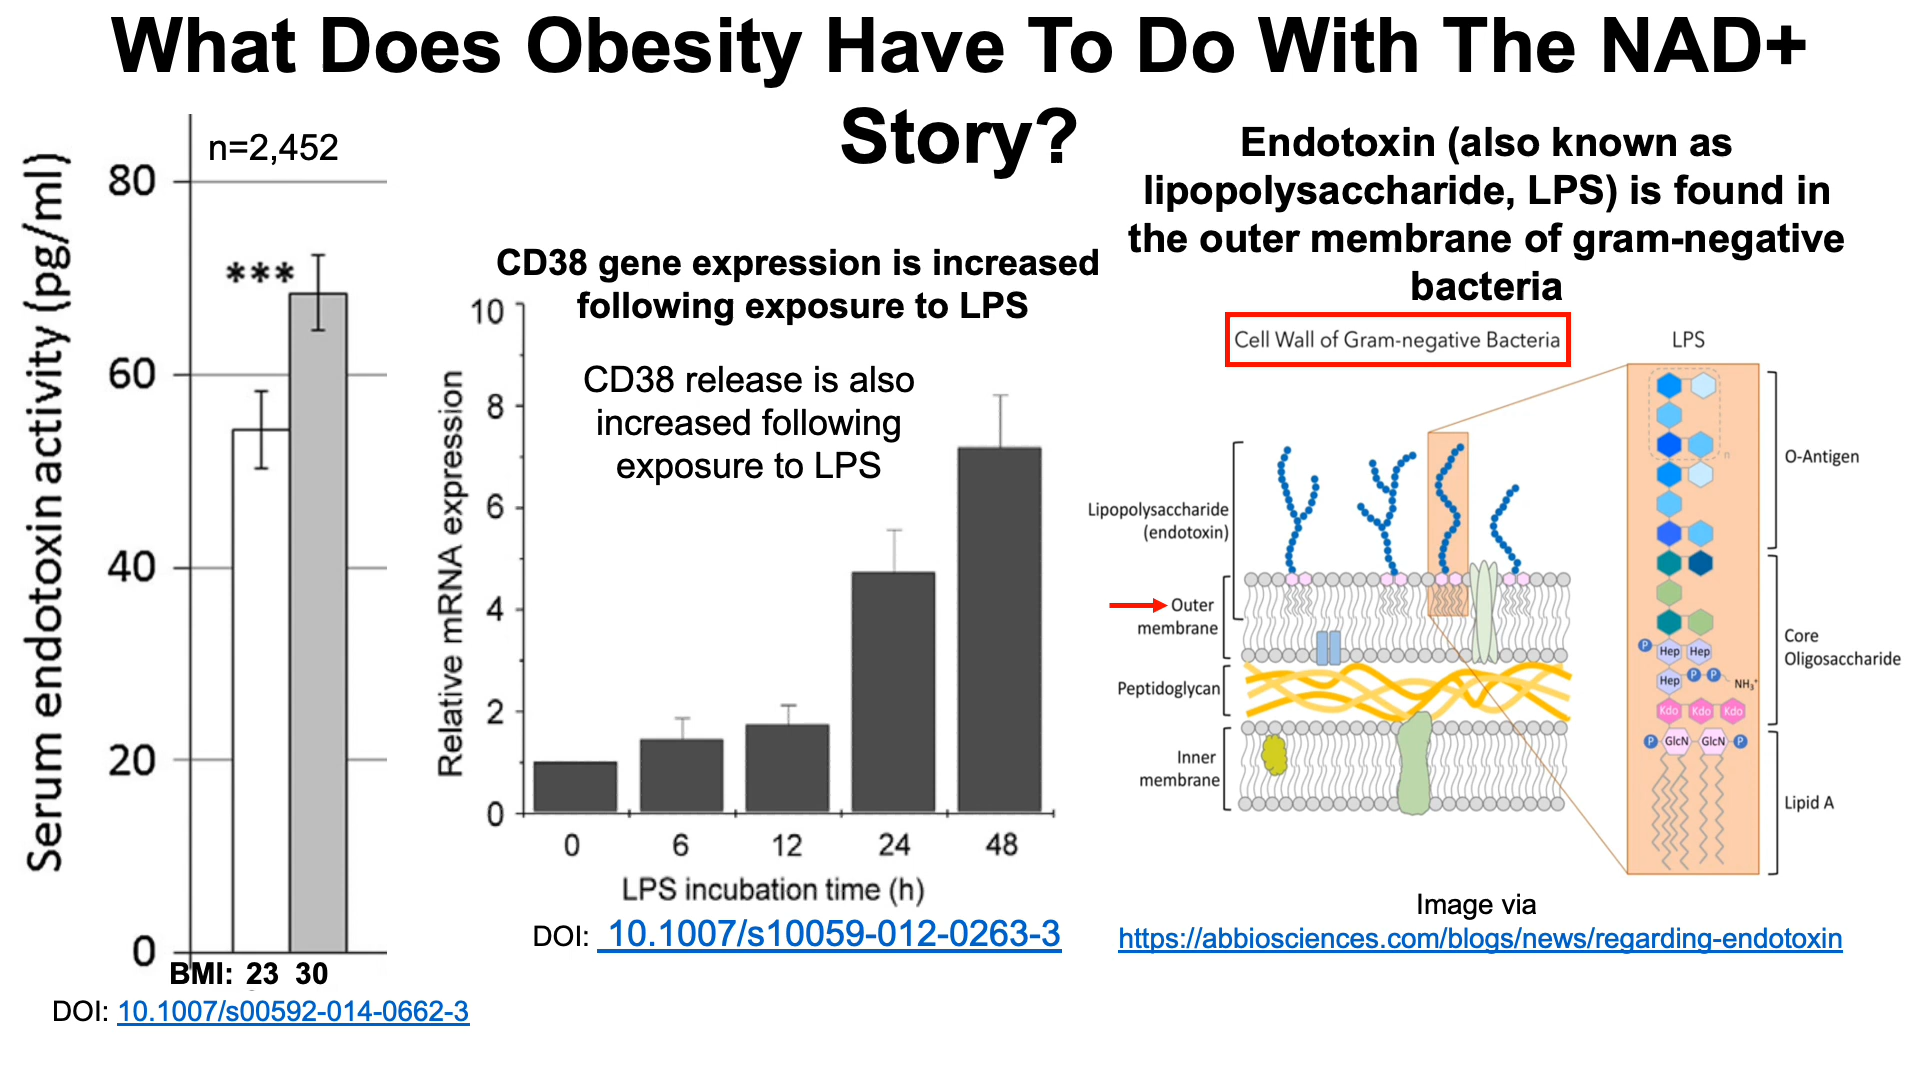 What Does Obesity Have To Do With The NAD+
Story?
n=2,452
Serum endotoxin activity (pg/ml)
80
60
40
20
0
***
BMI: 23 30
DOI: 10.1007/s00592-014-0662-3
CD38 gene expression is increased
following exposure to LPS
CD38 release is also
increased following
exposure to LPS
Relative mRNA expression
10
8
6
4
2
0
0 6 12 24 48
LPS incubation time (h)
DOI: 10.1007/s10059-012-0263-3
Endotoxin (also known as
lipopolysaccharide, LPS) is found in
the outer membrane of gram-negative
bacteria
Cell Wall of Gram-negative Bacteria
LPS
Lipopolysaccharide
(endotoxin)
Outer
membrane
Peptidoglycan
Inner
membrane
n
O-Antigen
Core
Oligosaccharide
P Hep Hep
Hep P P NH₃⁺
Kdo Kdo Kdo
P GlcN GlcN P
Lipid A
Image via
https://abbiosciences.com/blogs/news/regarding-endotoxin